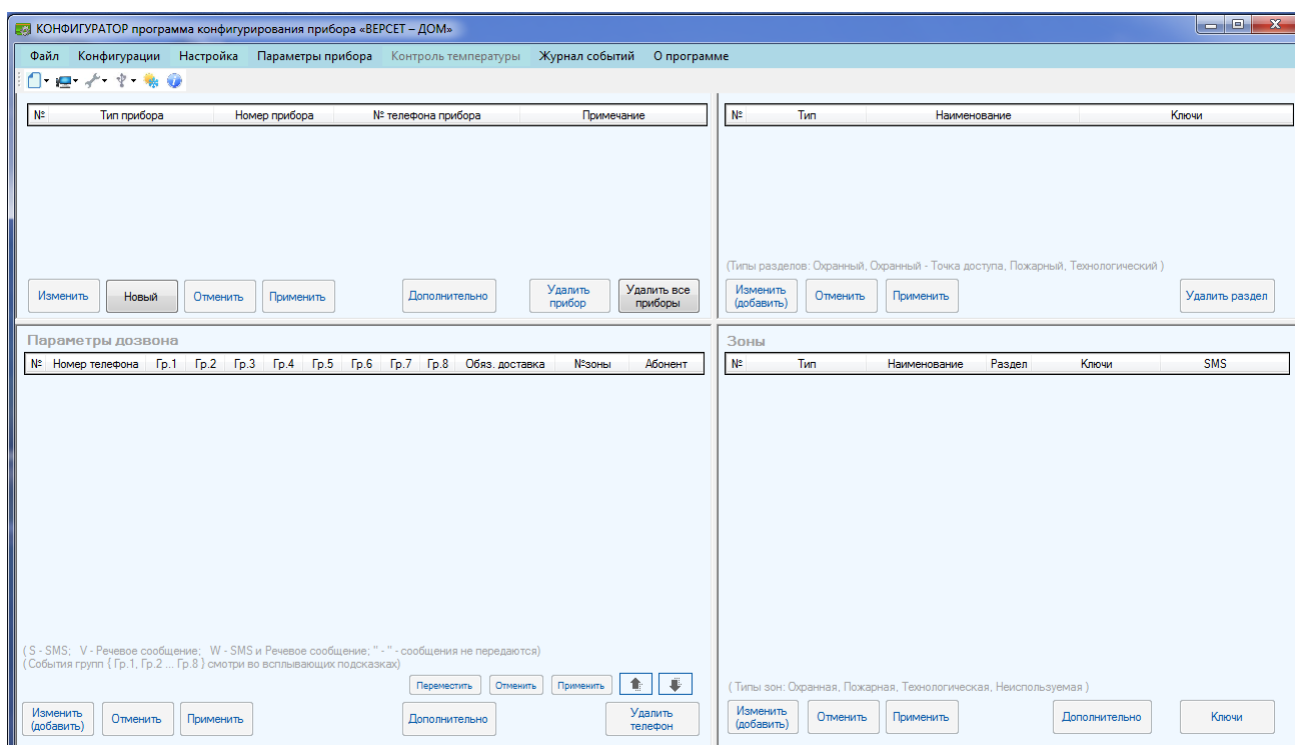 КОНФИГУРАТОР программа конфигурирования прибора «ВЕРСЕТ – ДОМ»
Файл Конфигурации Настройка Параметры прибора Контроль температуры Журнал событий О программе
№ Тип прибора Номер прибора № телефона прибора Примечание
Изменить Новый Отменить Применить Дополнительно Удалить прибор Удалить все приборы
№ Тип Наименование Ключи
(Типы разделов: Охранный, Охранный - Точка доступа, Пожарный, Технологический )
Изменить (добавить) Отменить Применить Удалить раздел
Параметры дозвона
№ Номер телефона Гр.1 Гр.2 Гр.3 Гр.4 Гр.5 Гр.6 Гр.7 Гр.8 Обяз. доставка №зоны Абонент
( S - SMS; V - Речевое сообщение; W - SMS и Речевое сообщение; " - " - сообщения не передаются)
(События групп { Гр.1, Гр.2 ... Гр.8 } смотри во всплывающих подсказках)
Переместить Отменить Применить
Изменить (добавить) Отменить Применить Дополнительно Удалить телефон
Зоны
№ Тип Наименование Раздел Ключи SMS
( Типы зон: Охранная, Пожарная, Технологическая, Неиспользуемая )
Изменить (добавить) Отменить Применить Дополнительно Ключи